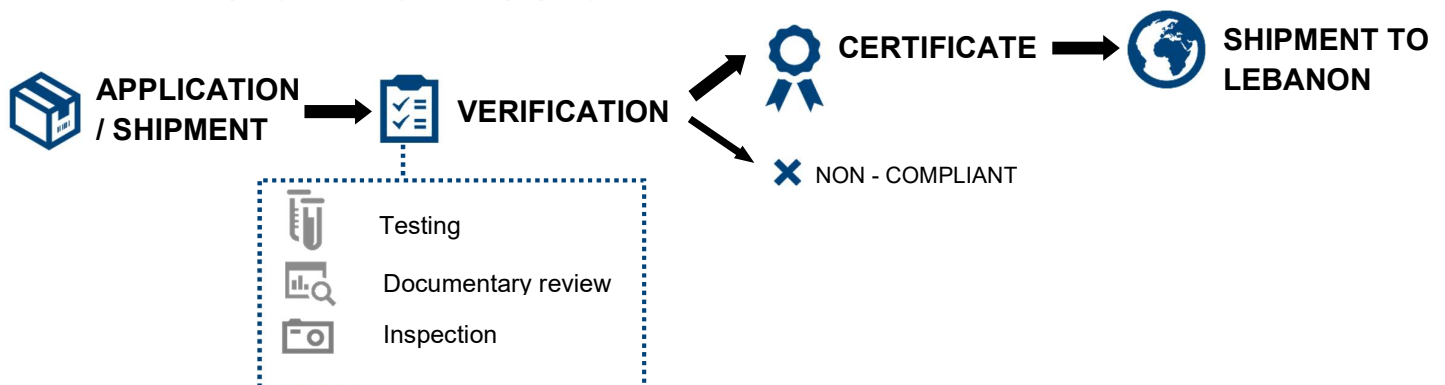 APPLICATION
/ SHIPMENT
VERIFICATION
CERTIFICATE
SHIPMENT TO
LEBANON
NON - COMPLIANT
Testing
Documentary review
Inspection